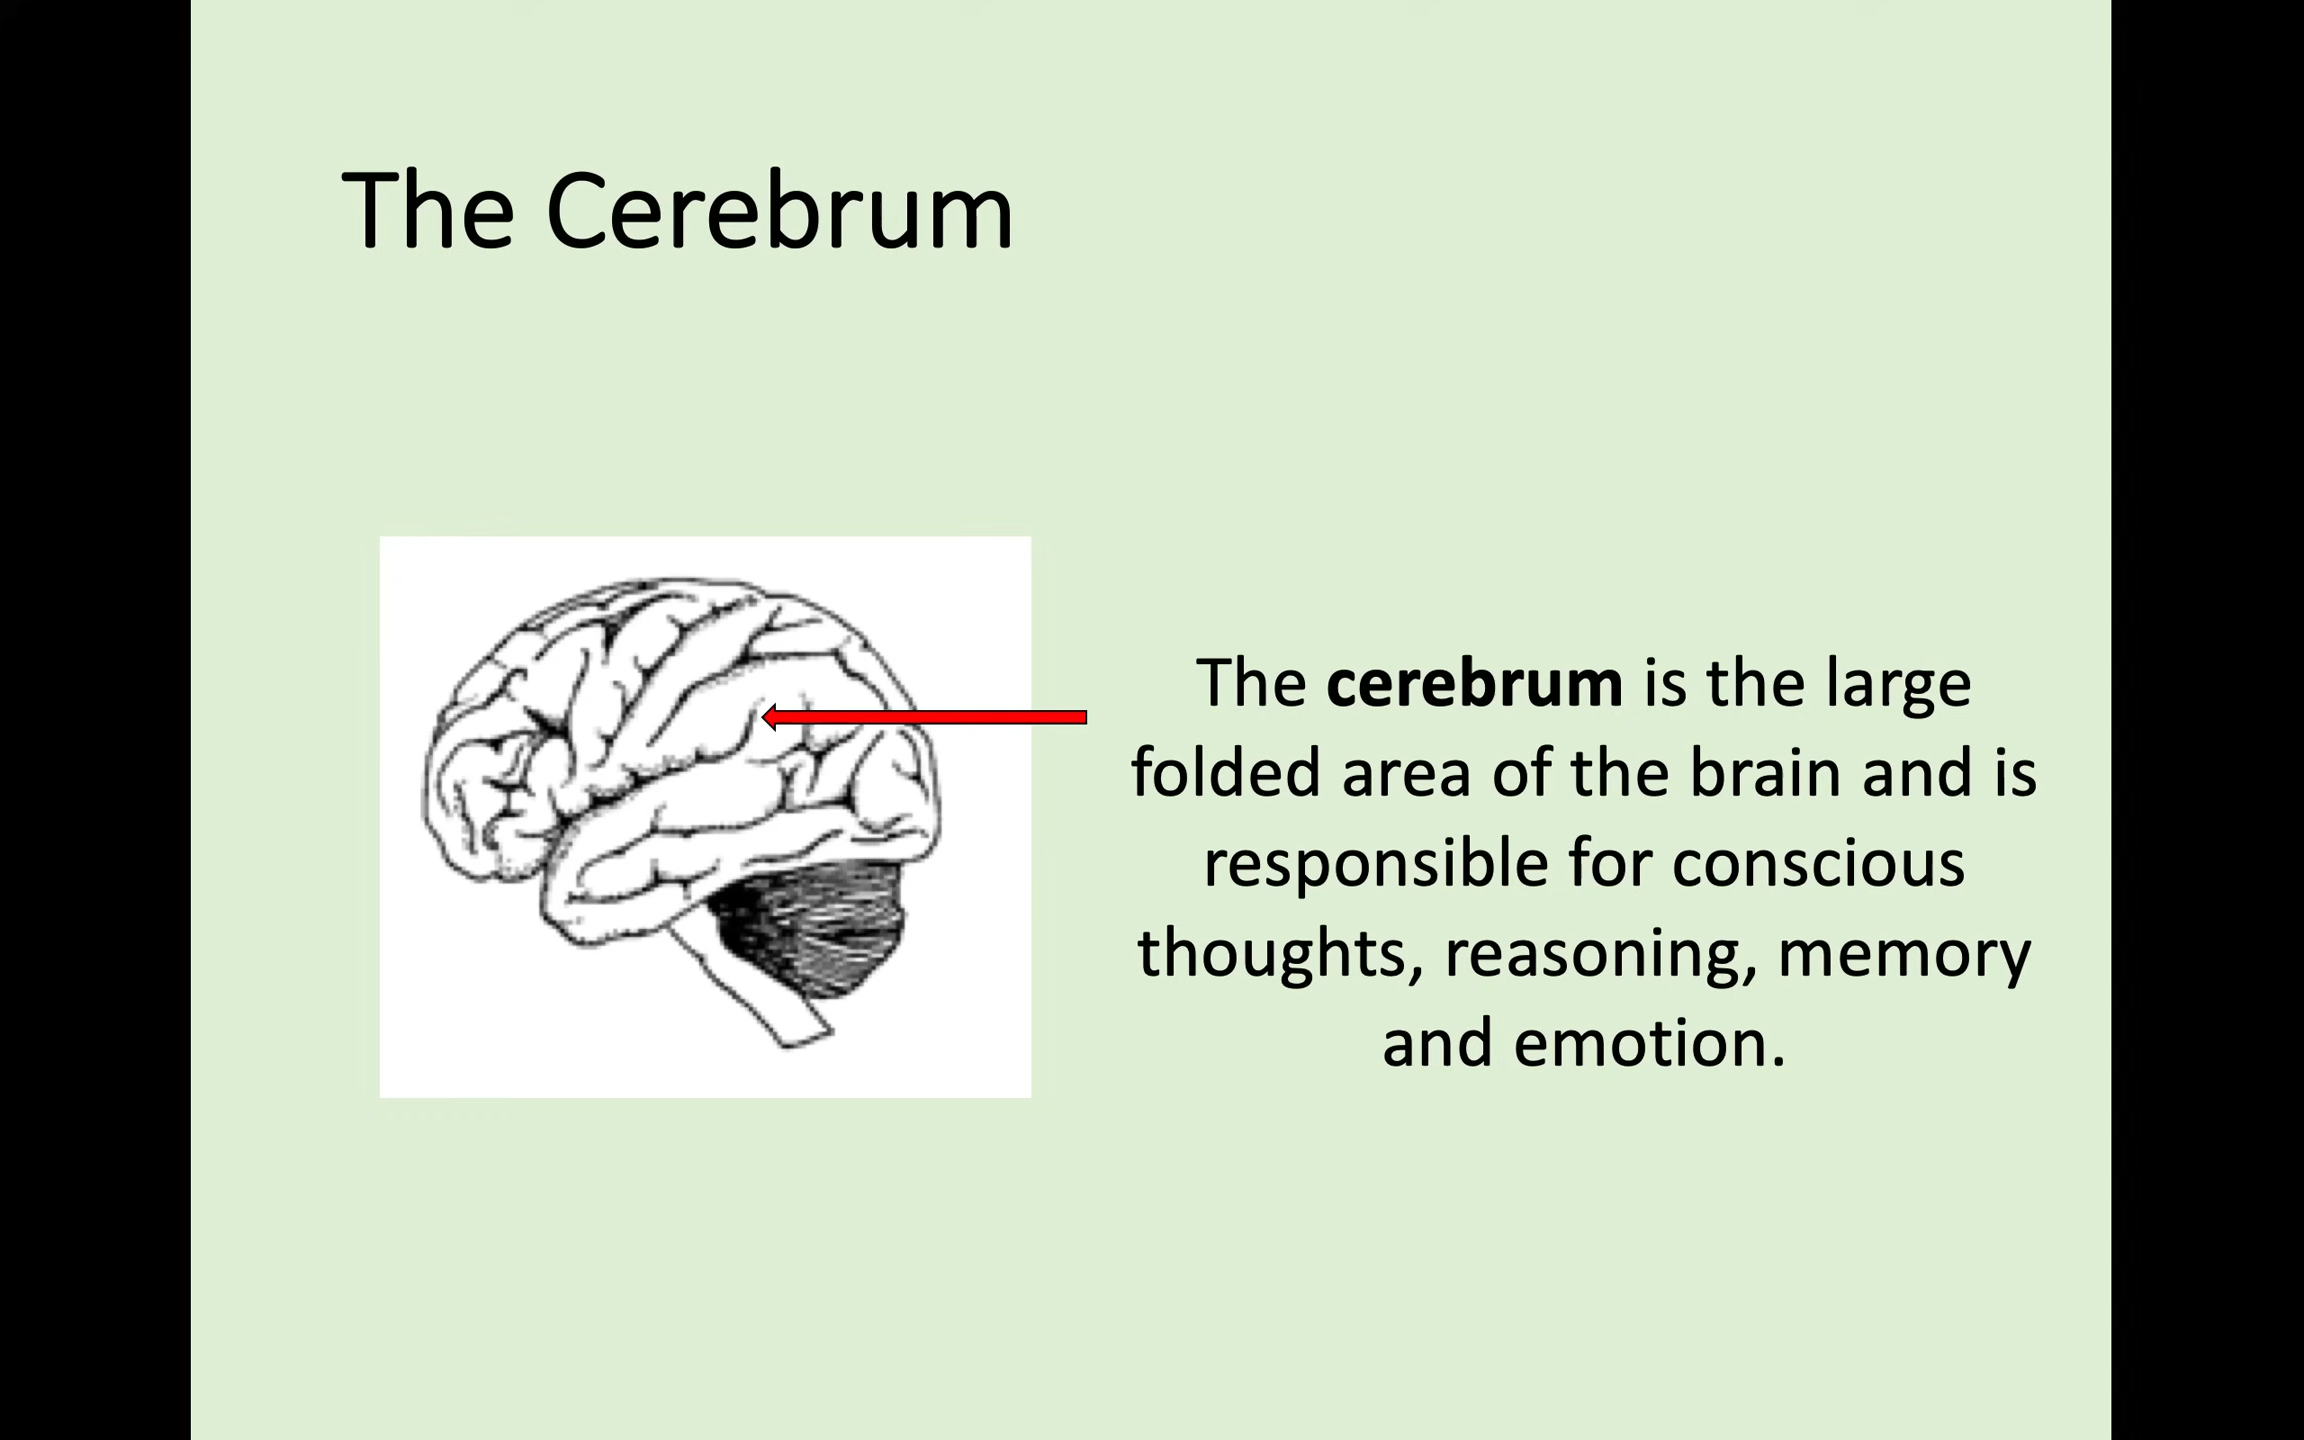 The Cerebrum
The cerebrum is the large
folded area of the brain and is
responsible for conscious
thoughts, reasoning, memory
and emotion.